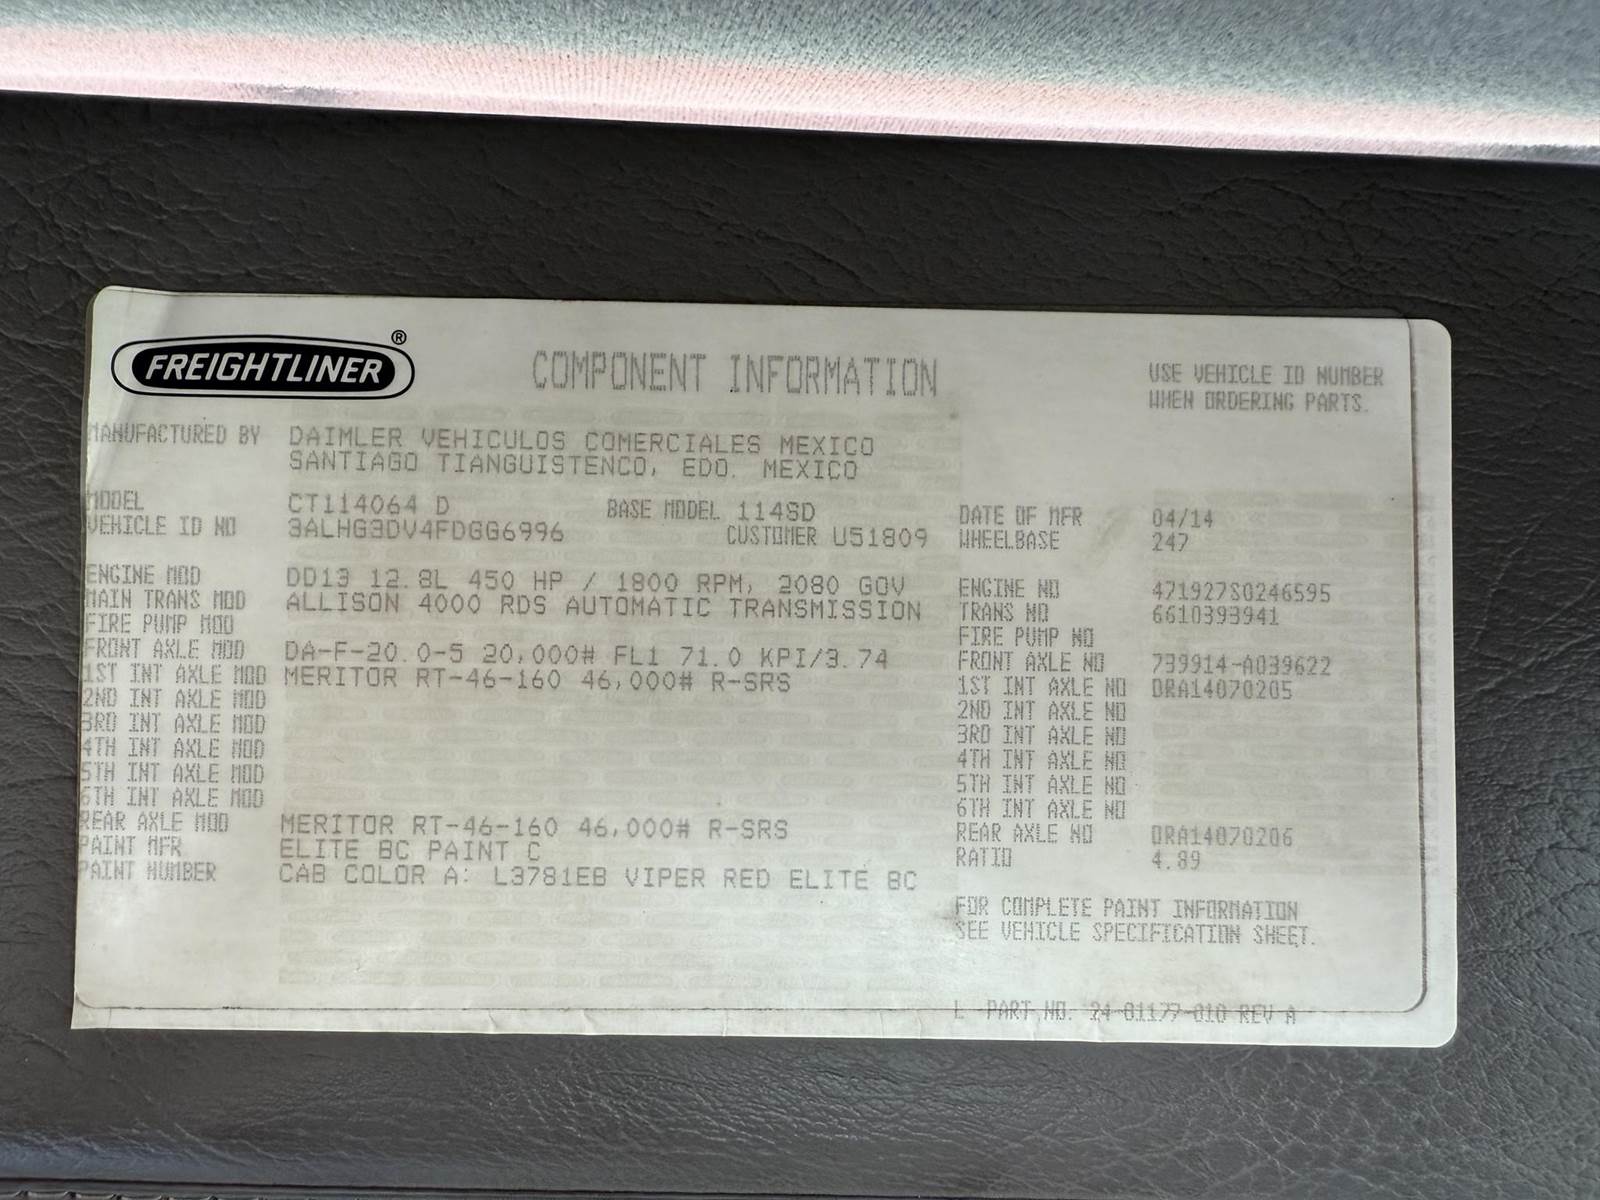 FREIGHTLINER®
COMPONENT INFORMATION
USE VEHICLE ID NUMBER
WHEN ORDERING PARTS.
MANUFACTURED BY DAIMLER VEHICULOS COMERCIALES MEXICO
SANTIAGO TIANGUISTENCO, EDO. MEXICO
MODEL CT114064 D BASE MODEL 114SD DATE OF MFR 04/14
VEHICLE ID NO 3ALHG3DV4FDGG6996 CUSTOMER U51809 WHEELBASE 247
ENGINE MOD DD13 12.8L 450 HP / 1800 RPM, 2080 GOV ENGINE NO 471927S0246595
MAIN TRANS MOD ALLISON 4000 RDS AUTOMATIC TRANSMISSION TRANS NO 6610393941
FIRE PUMP MOD FIRE PUMP NO
FRONT AXLE MOD DA-F-20.0-5 20,000# FL1 71.0 KPI/3.74 FRONT AXLE NO 739914-A039622
1ST INT AXLE MOD MERITOR RT-46-160 46,000# R-SRS 1ST INT AXLE NO ORA14070205
2ND INT AXLE MOD 2ND INT AXLE NO
3RD INT AXLE MOD 3RD INT AXLE NO
4TH INT AXLE MOD 4TH INT AXLE NO
5TH INT AXLE MOD 5TH INT AXLE NO
6TH INT AXLE MOD 6TH INT AXLE NO
REAR AXLE MOD MERITOR RT-46-160 46,000# R-SRS REAR AXLE NO ORA14070206
PAINT MFR ELITE BC PAINT C RATIO 4.89
PAINT NUMBER CAB COLOR A: L3781EB VIPER RED ELITE BC
FOR COMPLETE PAINT INFORMATION
SEE VEHICLE SPECIFICATION SHEET.
L PART NO. 24-01177-010 REV A